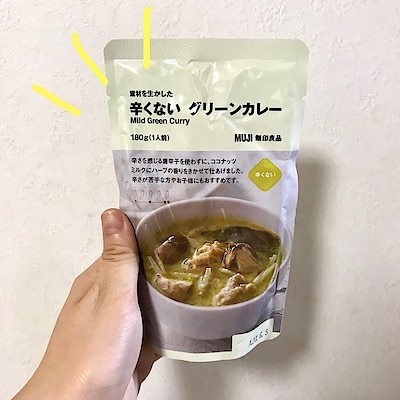 素材を生かした
辛くない グリーンカレー
Mild Green Curry
180g(1人前)
MUJI 無印良品
辛さを感じる唐辛子を使わずに、ココナッツ
ミルクにハーブの香りをきかせて仕あげました。
辛さが苦手な方やお子様にもおすすめです。
辛くない